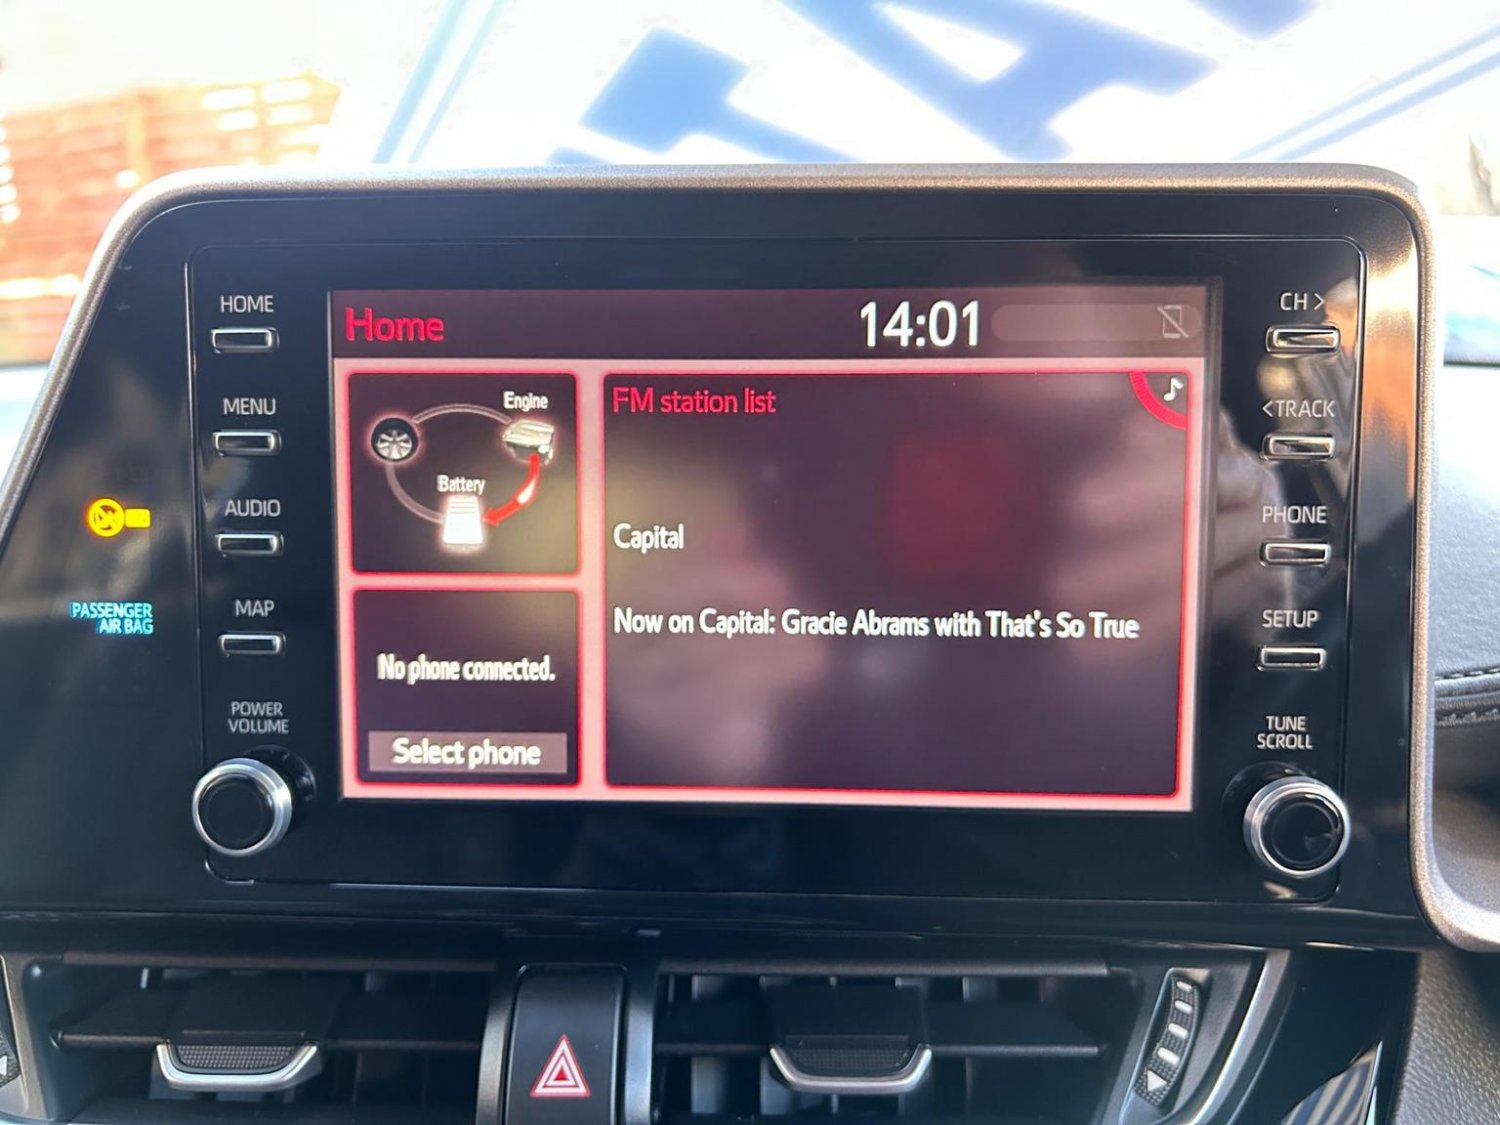 HOME
MENU
AUDIO
MAP
POWER
VOLUME
PASSENGER
AIR BAG
Home
14:01
Engine
Battery
No phone connected.
Select phone
FM station list
Capital
Now on Capital: Gracie Abrams with That's So True
CH >
<TRACK
PHONE
SETUP
TUNE
SCROLL